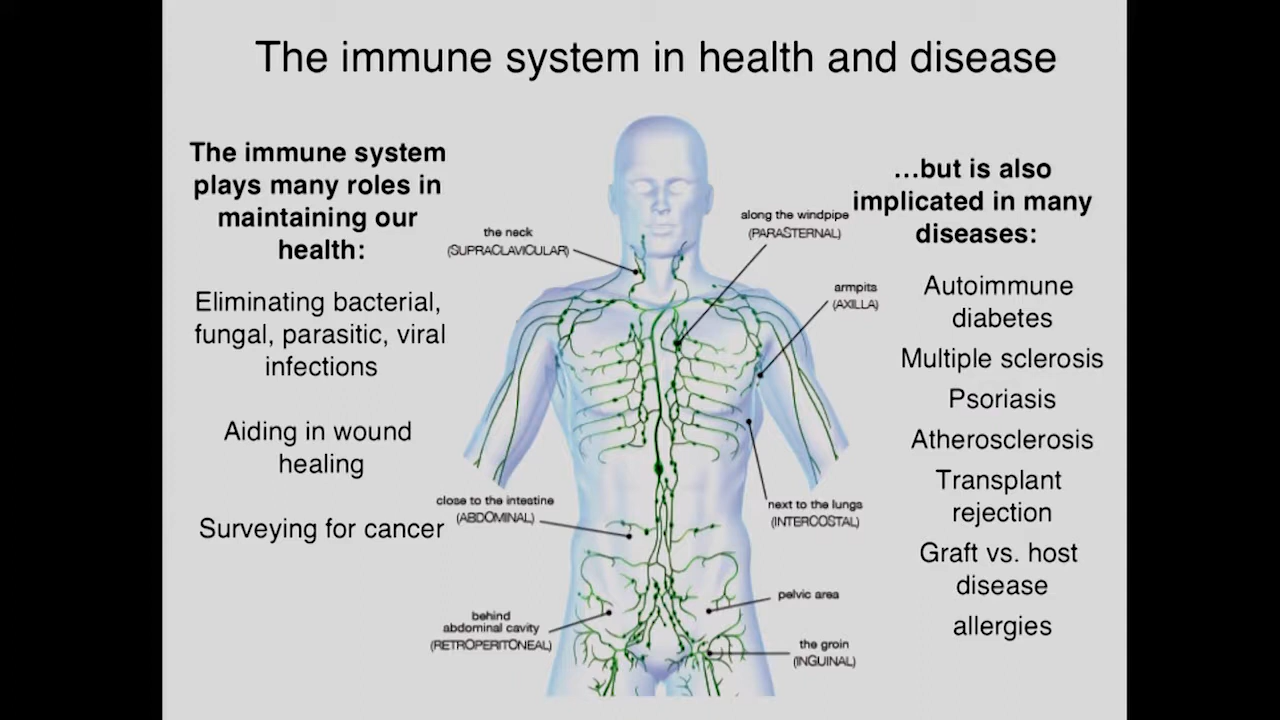 The immune system in health and disease
The immune system
plays many roles in
maintaining our
health:
Eliminating bacterial,
fungal, parasitic, viral
infections
Aiding in wound
healing
Surveying for cancer
the neck
(SUPRACLAVICULAR)
along the windpipe
(PARASTERNAL)
armpits
(AXILLA)
close to the intestine
(ABDOMINAL)
next to the lungs
(INTERCOSTAL)
behind
abdominal cavity
(RETROPERITONEAL)
pelvic area
the groin
(INGUINAL)
...but is also
implicated in many
diseases:
Autoimmune
diabetes
Multiple sclerosis
Psoriasis
Atherosclerosis
Transplant
rejection
Graft vs. host
disease
allergies